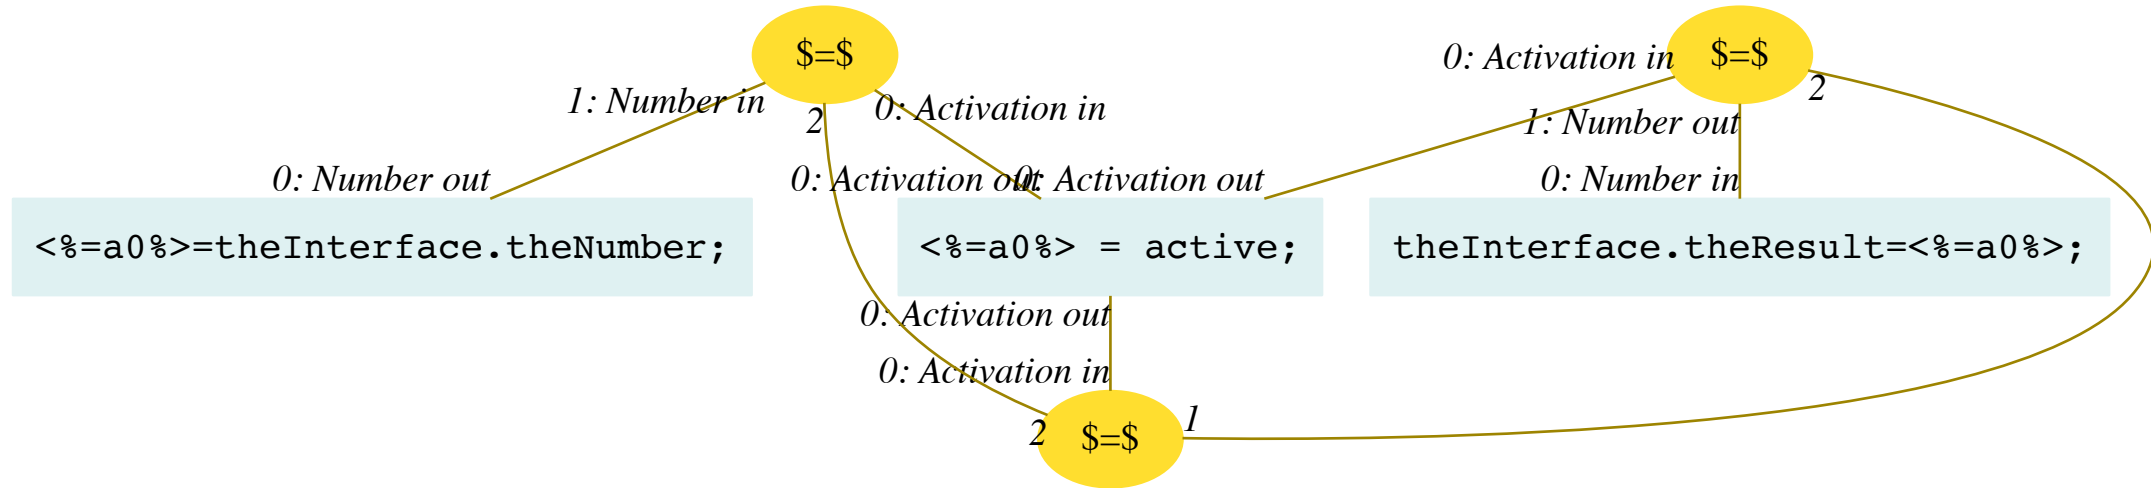 $=$
$=$
0: Activation in
2
1: Number in
2
0: Activation in
1: Number out
0: Number out
0: Activation out
0: Activation out
0: Number in
<%=a0%>=theInterface.theNumber;
<%=a0%> = active;
theInterface.theResult=<%=a0%>;
0: Activation out
0: Activation in
2
$=$
1